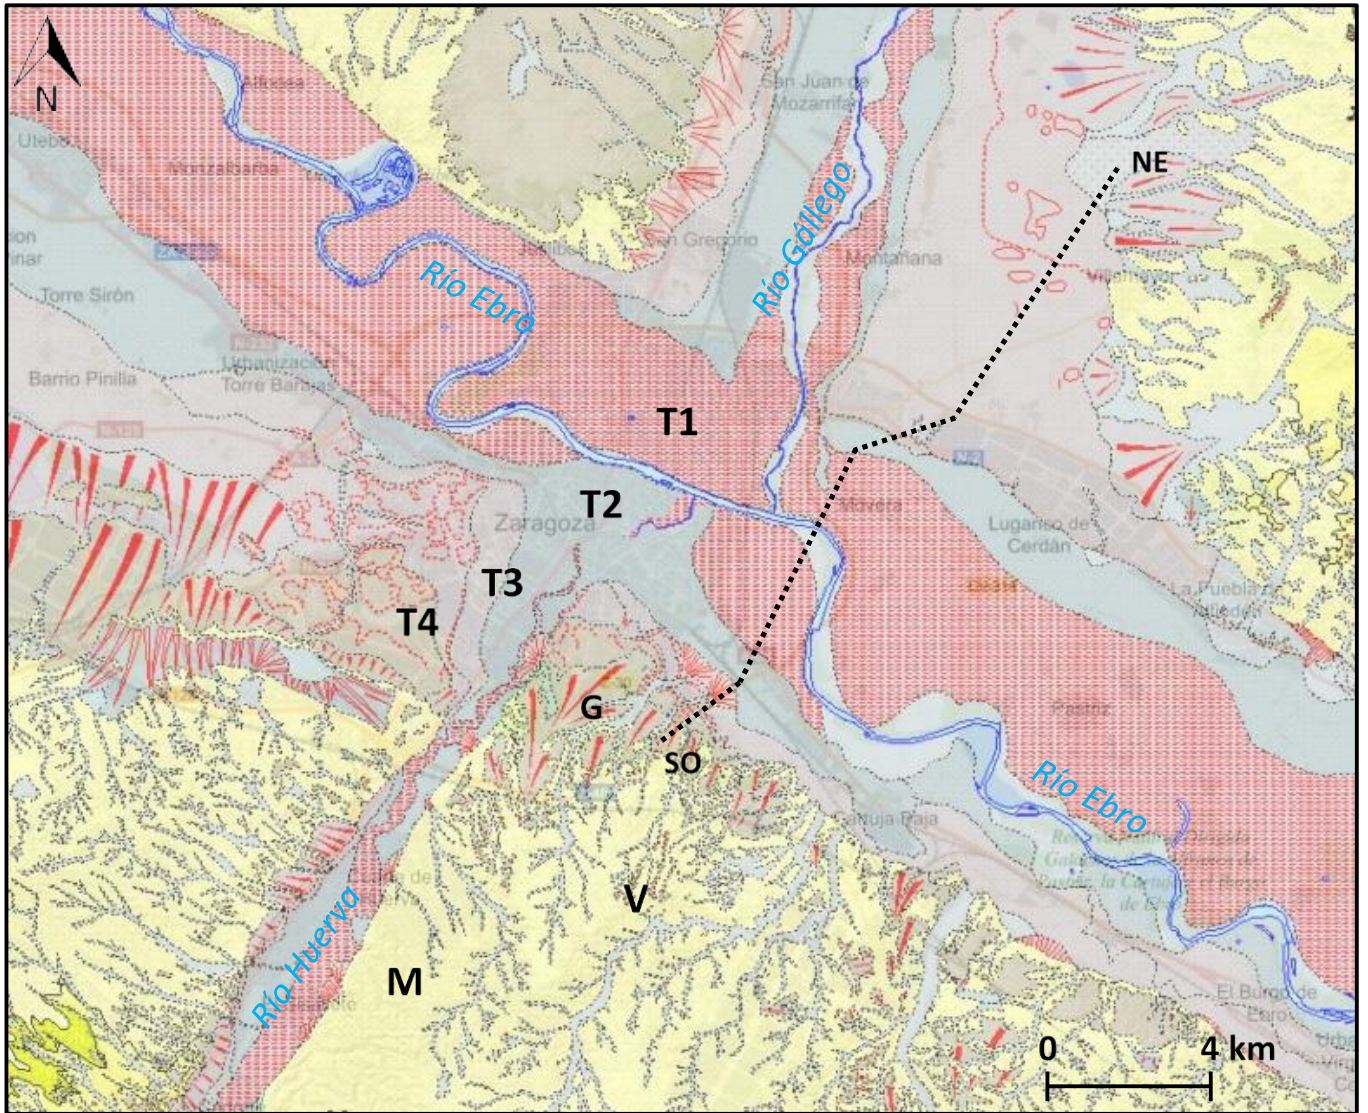 N
Utebo
Monzalbarba
San Juan de
Mozarrifar
NE
Río Ebro
Río Gállego
San Gregorio
Montañana
Villamayor
Torre Sirón
Barrio Pinilla
Urbanización
Torre Barajas
T1
N-2
T2
Zaragoza
Movera
Lugarico de
Cerdán
T3
T4
La Puebla de
Alfindén
G
SO
Pastriz
Río Ebro
Cartuja Baja
V
Río Huerva
M
El Burgo de
Ebro
0 4 km